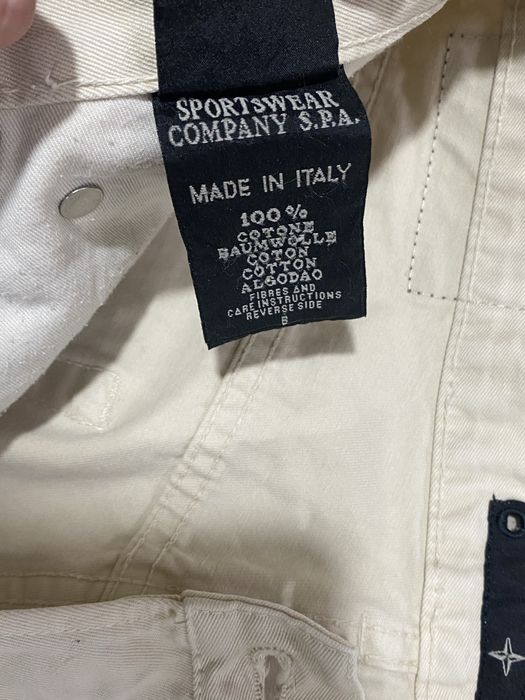 SPORTSWEAR
COMPANY S.P.A.
MADE IN ITALY
100%
COTONE
BAUMWOLLE
COTON
COTTON
ALGODAO
FIBRES AND
CARE INSTRUCTIONS
REVERSE SIDE
B